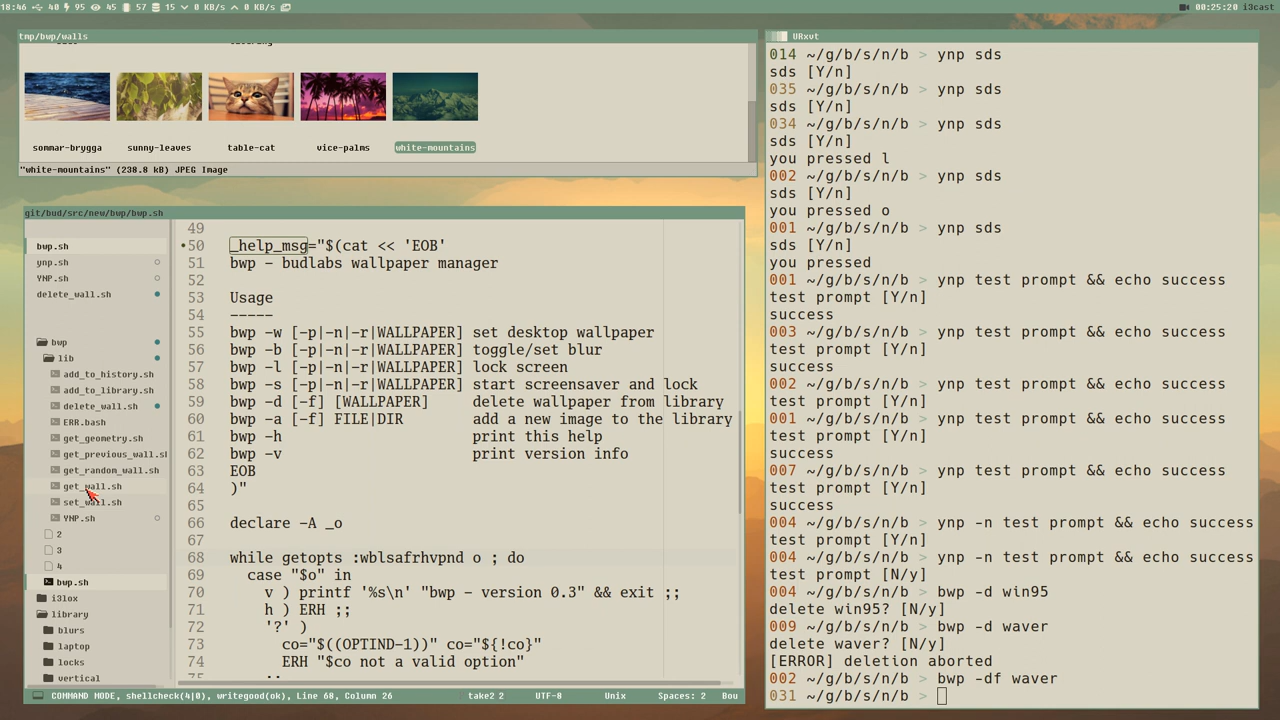 18:46 40 95 45 57 15 0 KB/s 0 KB/s 00:25:20 i3cast
tmp/bwp/walls
sommar-brygga sunny-leaves table-cat vice-palms white-mountains
"white-mountains" (238.8 kB) JPEG Image
git/bud/src/new/bwp/bwp.sh
bwp.sh
ynp.sh
YNP.sh
delete_wall.sh
bwp
lib
add_to_history.sh
add_to_library.sh
delete_wall.sh
ERR.bash
get_geometry.sh
get_previous_wall.sh
get_random_wall.sh
get_wall.sh
set_wall.sh
YNP.sh
2
3
4
bwp.sh
i3lox
library
blurs
laptop
locks
vertical
49
50 _help_msg="$(cat << 'EOB'
51 bwp - budlabs wallpaper manager
52
53 Usage
54 -----
55 bwp -w [-p|-n|-r|WALLPAPER] set desktop wallpaper
56 bwp -b [-p|-n|-r|WALLPAPER] toggle/set blur
57 bwp -l [-p|-n|-r|WALLPAPER] lock screen
58 bwp -s [-p|-n|-r|WALLPAPER] start screensaver and lock
59 bwp -d [-f] [WALLPAPER] delete wallpaper from library
60 bwp -a [-f] FILE|DIR add a new image to the library
61 bwp -h print this help
62 bwp -v print version info
63 EOB
64 )"
65
66 declare -A _o
67
68 while getopts :wblsafrhvpnd o ; do
69 case "$o" in
70 v ) printf '%s\n' "bwp - version 0.3" && exit ;;
71 h ) ERH ;;
72 '?' )
73 co="$((OPTIND-1))" co="${!co}"
74 ERH "$co not a valid option"
75 ;;
COMMAND MODE, shellcheck(4|0), writegood(ok), Line 68, Column 26 take2 2 UTF-8 Unix Spaces: 2 Bou
URxvt
014 ~/g/b/s/n/b > ynp sds
sds [Y/n]
035 ~/g/b/s/n/b > ynp sds
sds [Y/n]
034 ~/g/b/s/n/b > ynp sds
sds [Y/n]
you pressed l
002 ~/g/b/s/n/b > ynp sds
sds [Y/n]
you pressed o
001 ~/g/b/s/n/b > ynp sds
sds [Y/n]
you pressed
001 ~/g/b/s/n/b > ynp test prompt && echo success
test prompt [Y/n]
success
003 ~/g/b/s/n/b > ynp test prompt && echo success
test prompt [Y/n]
success
002 ~/g/b/s/n/b > ynp test prompt && echo success
test prompt [Y/n]
001 ~/g/b/s/n/b > ynp test prompt && echo success
test prompt [Y/n]
success
007 ~/g/b/s/n/b > ynp test prompt && echo success
test prompt [Y/n]
success
004 ~/g/b/s/n/b > ynp -n test prompt && echo success
test prompt [Y/n]
004 ~/g/b/s/n/b > ynp -n test prompt && echo success
test prompt [N/y]
004 ~/g/b/s/n/b > bwp -d win95
delete win95? [N/y]
009 ~/g/b/s/n/b > bwp -d waver
delete waver? [N/y]
[ERROR] deletion aborted
002 ~/g/b/s/n/b > bwp -df waver
031 ~/g/b/s/n/b >